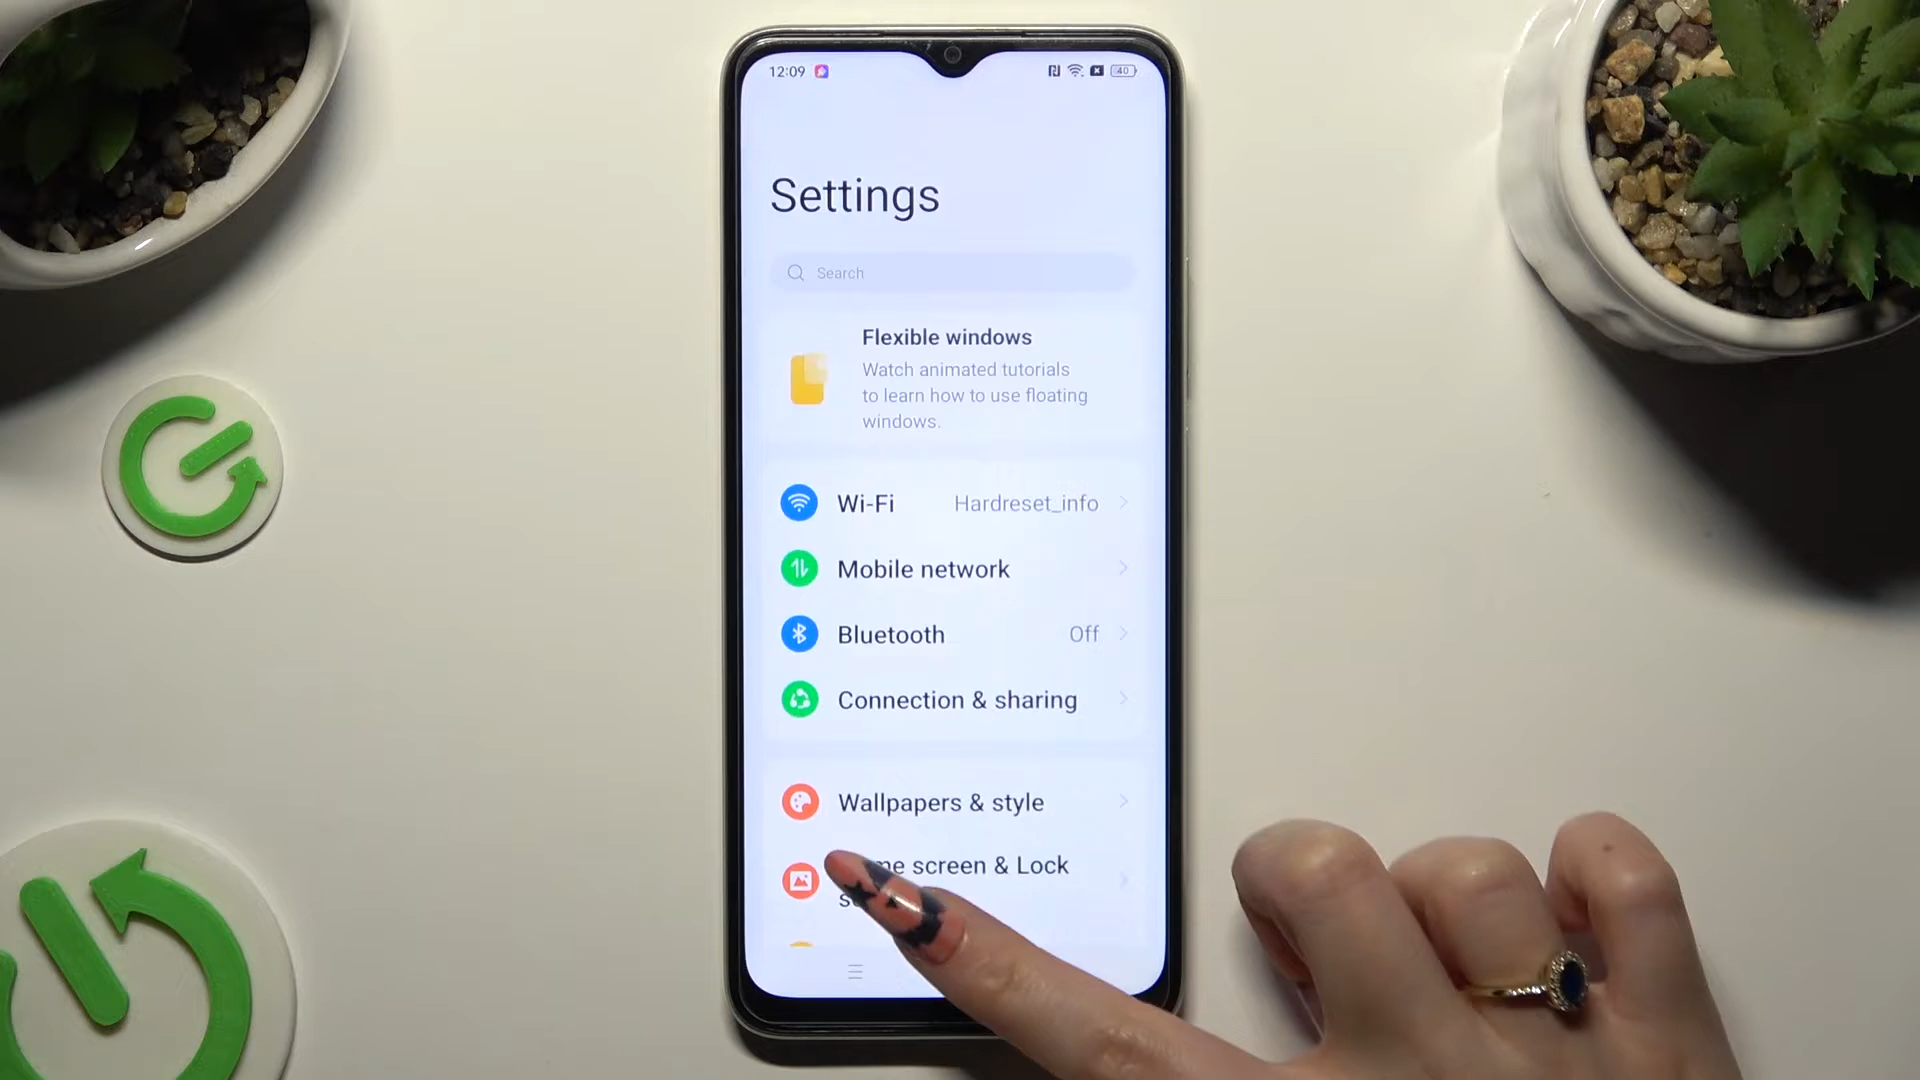 12:09
40
Settings
Search
Flexible windows
Watch animated tutorials
to learn how to use floating
windows.
Wi-Fi Hardreset_info
Mobile network
Bluetooth Off
Connection & sharing
Wallpapers & style
screen & Lock